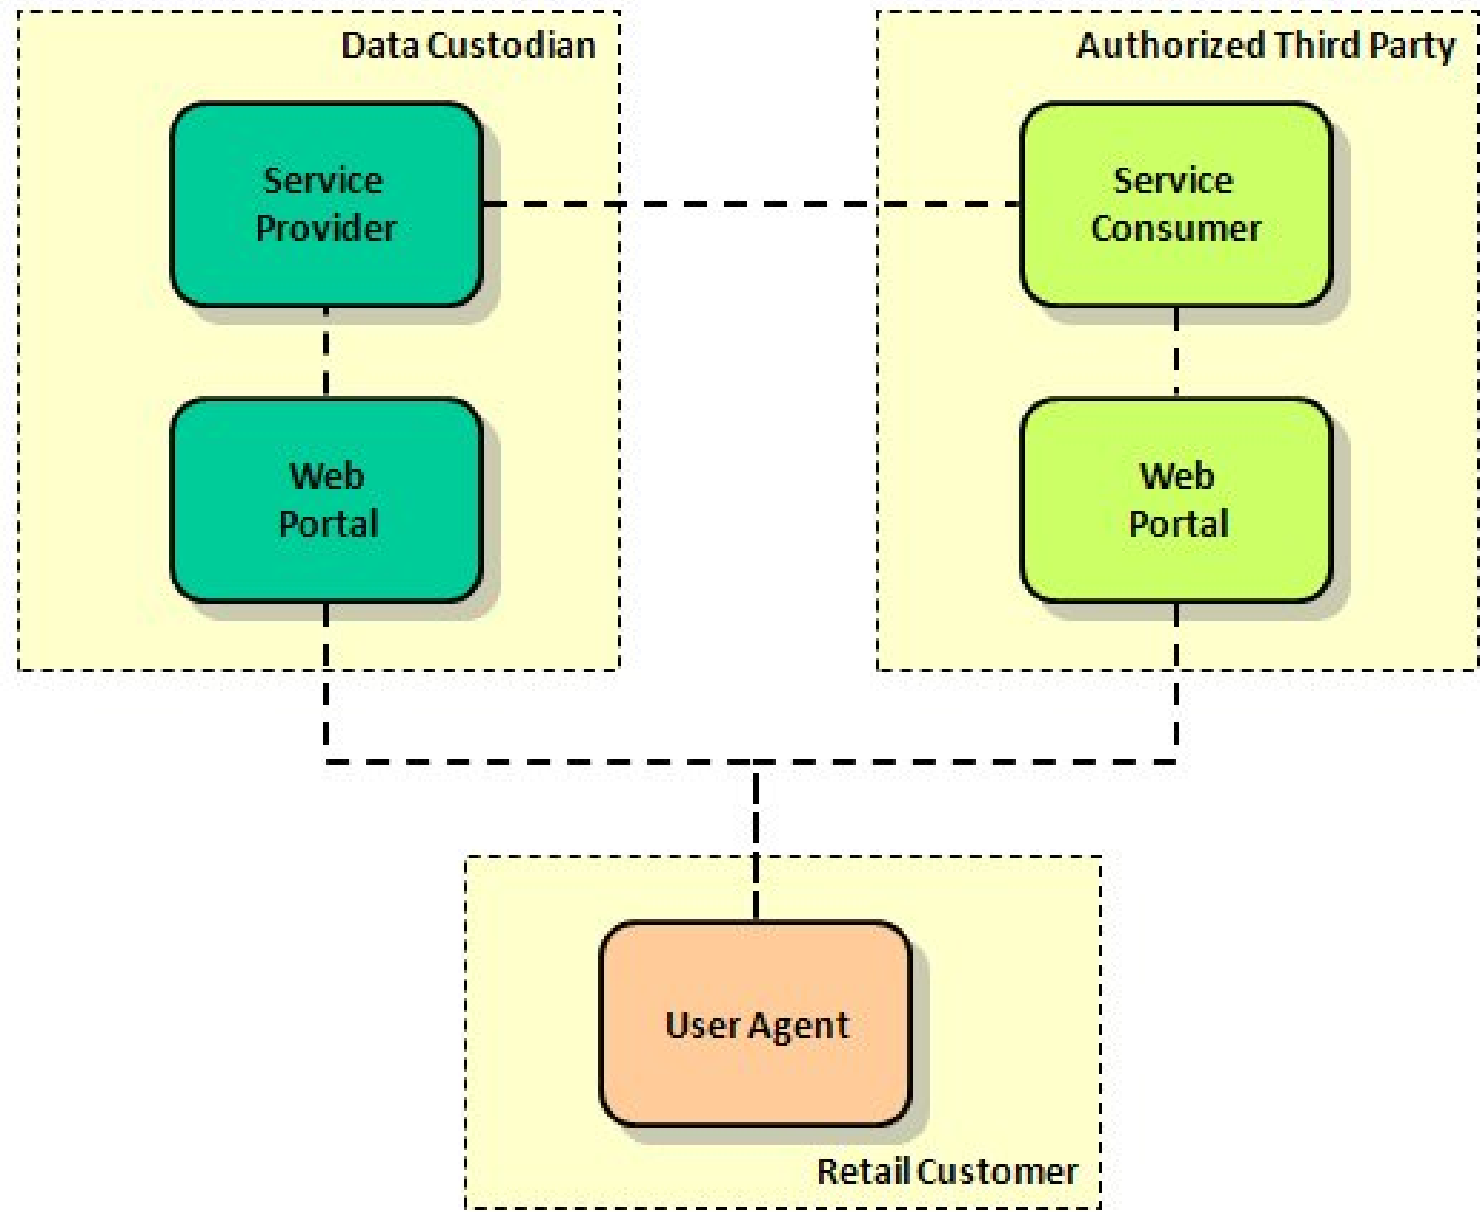 Data Custodian
Service
Provider
Web
Portal
Authorized Third Party
Service
Consumer
Web
Portal
User Agent
Retail Customer